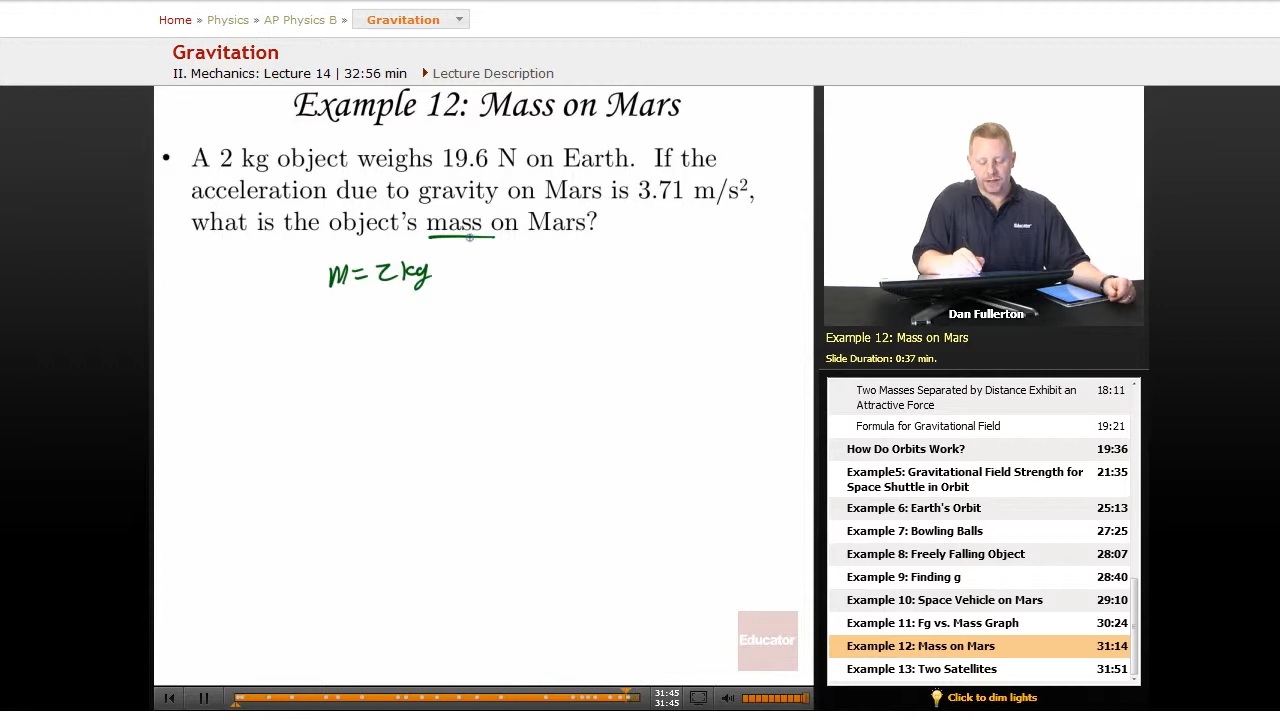 Home » Physics » AP Physics B » Gravitation
Gravitation
II. Mechanics: Lecture 14 | 32:56 min Lecture Description
Example 12: Mass on Mars
• A 2 kg object weighs 19.6 N on Earth. If the
acceleration due to gravity on Mars is 3.71 m/s²,
what is the object's mass on Mars?
m = 2 kg
Educator
Educator
Dan Fullerton
Example 12: Mass on Mars
Slide Duration: 0:37 min.
Two Masses Separated by Distance Exhibit an 18:11
Attractive Force
Formula for Gravitational Field 19:21
How Do Orbits Work? 19:36
Example5: Gravitational Field Strength for 21:35
Space Shuttle in Orbit
Example 6: Earth's Orbit 25:13
Example 7: Bowling Balls 27:25
Example 8: Freely Falling Object 28:07
Example 9: Finding g 28:40
Example 10: Space Vehicle on Mars 29:10
Example 11: Fg vs. Mass Graph 30:24
Example 12: Mass on Mars 31:14
Example 13: Two Satellites 31:51
31:45
31:45
Click to dim lights